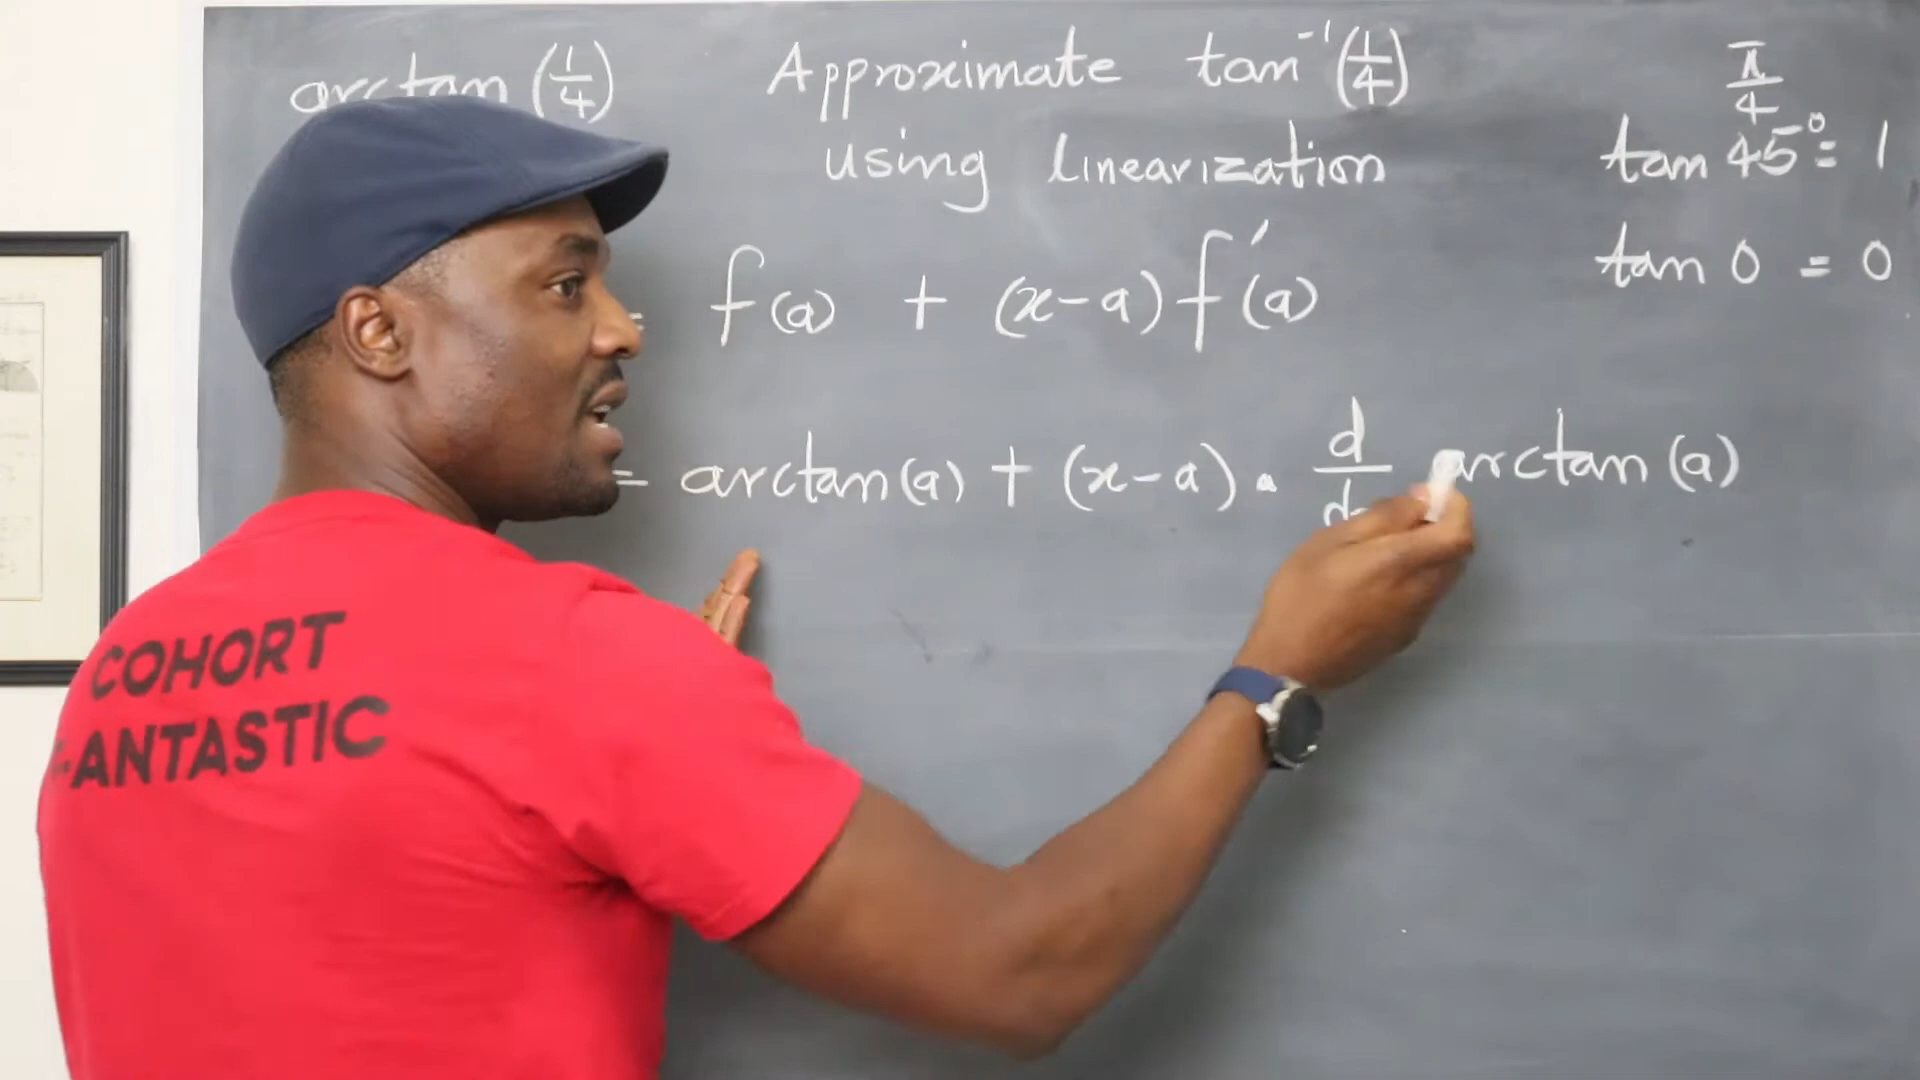 arctan (1/4)
Approximate tan⁻¹(1/4)
using linearization
π/4
tan 45° = 1
tan 0 = 0
= f(a) + (x-a) f'(a)
= arctan(a) + (x-a) · d/d arctan (a)
COHORT
-ANTASTIC